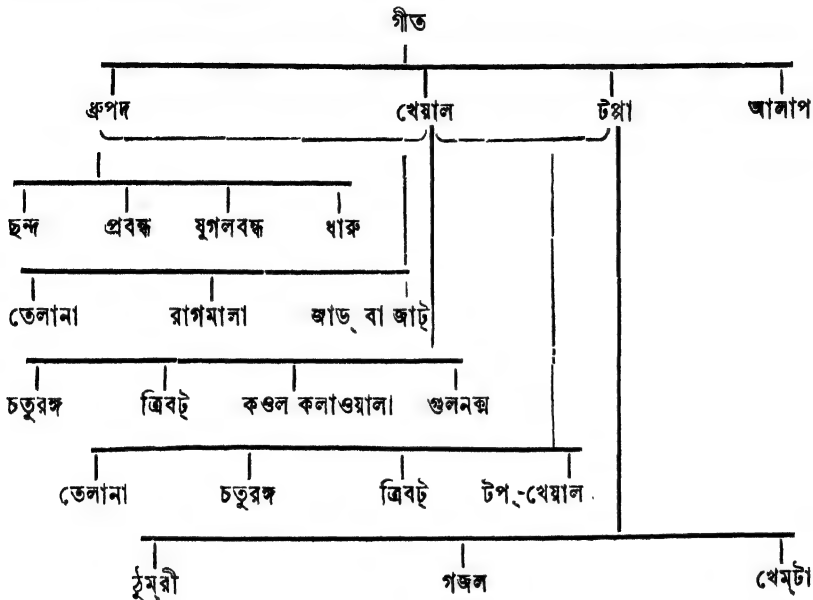 গীত
ধ্রুপদ খেয়াল টপ্পা আলাপ
ছন্দ প্রবন্ধ যুগলবন্ধ ধারু
তেলানা রাগমালা জাড্ বা জাট্
চতুরঙ্গ ত্রিবট্ কওল কলাওয়ালা গুলনক্স
তেলানা চতুরঙ্গ ত্রিবট্ টপ্-খেয়াল
ঠুম্‌রী গজল খেম্‌টা